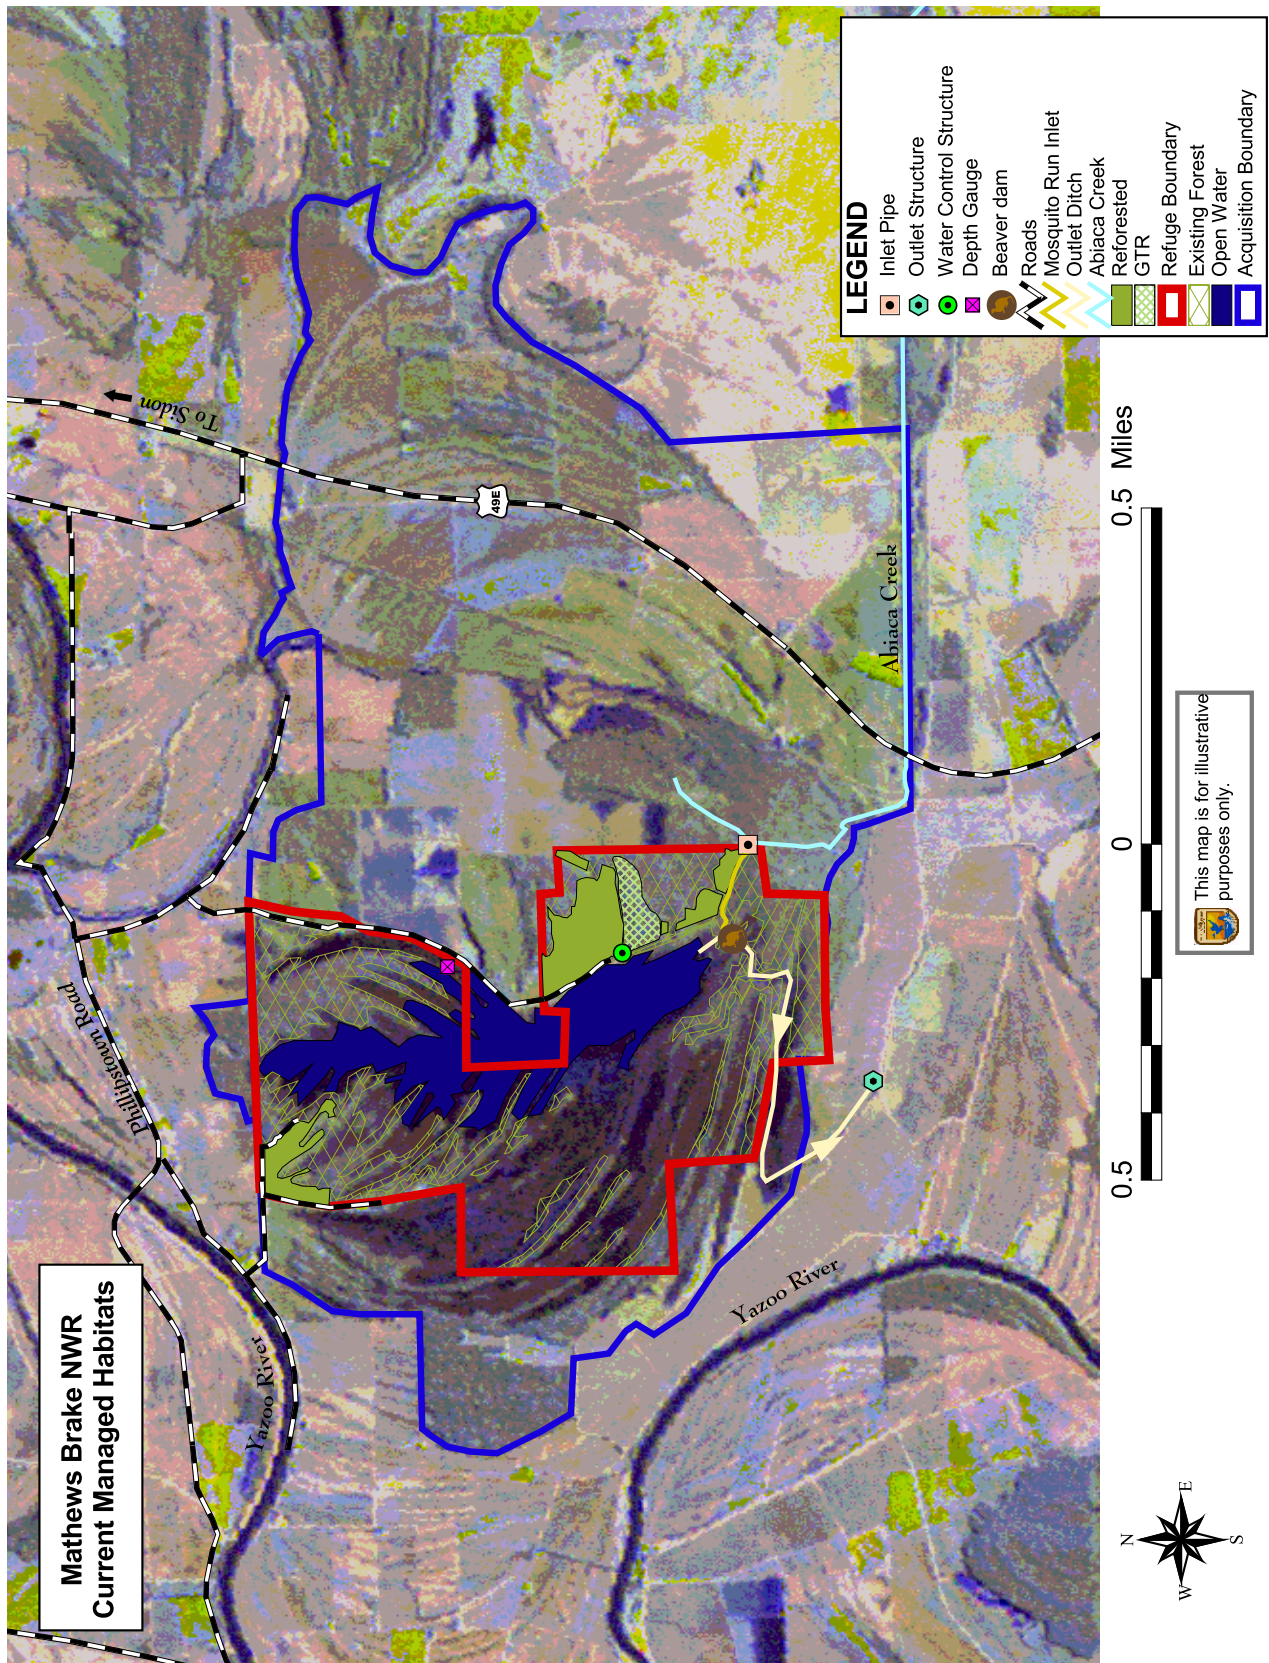 Mathews Brake NWR
Current Managed Habitats
To Sidon
Phillipstown Road
49E
Yazoo River
Yazoo River
Abiaca Creek
LEGEND
Inlet Pipe
Outlet Structure
Water Control Structure
Depth Gauge
Beaver dam
Roads
Mosquito Run Inlet
Outlet Ditch
Abiaca Creek
Reforested
GTR
Refuge Boundary
Existing Forest
Open Water
Acquisition Boundary
0.5 0 0.5 Miles
This map is for illustrative
purposes only.
N
W E
S